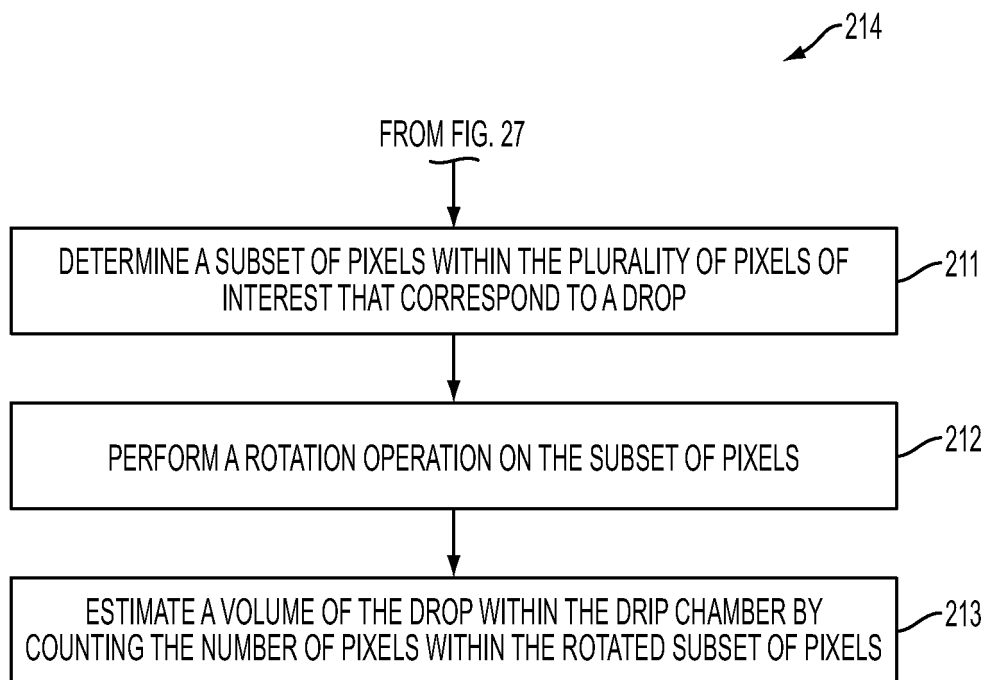 214
FROM FIG. 27
DETERMINE A SUBSET OF PIXELS WITHIN THE PLURALITY OF PIXELS OF
INTEREST THAT CORRESPOND TO A DROP
211
PERFORM A ROTATION OPERATION ON THE SUBSET OF PIXELS
212
ESTIMATE A VOLUME OF THE DROP WITHIN THE DRIP CHAMBER BY
COUNTING THE NUMBER OF PIXELS WITHIN THE ROTATED SUBSET OF PIXELS
213